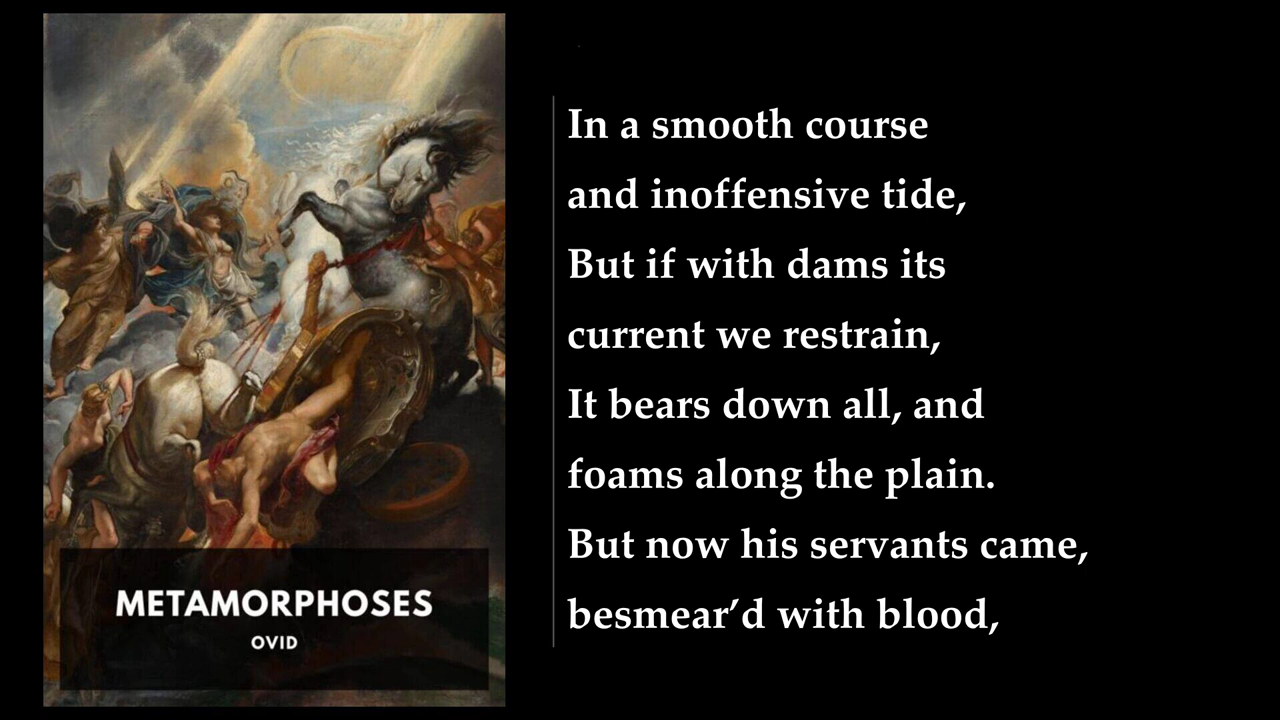 METAMORPHOSES
OVID
In a smooth course
and inoffensive tide,
But if with dams its
current we restrain,
It bears down all, and
foams along the plain.
But now his servants came,
besmear’d with blood,